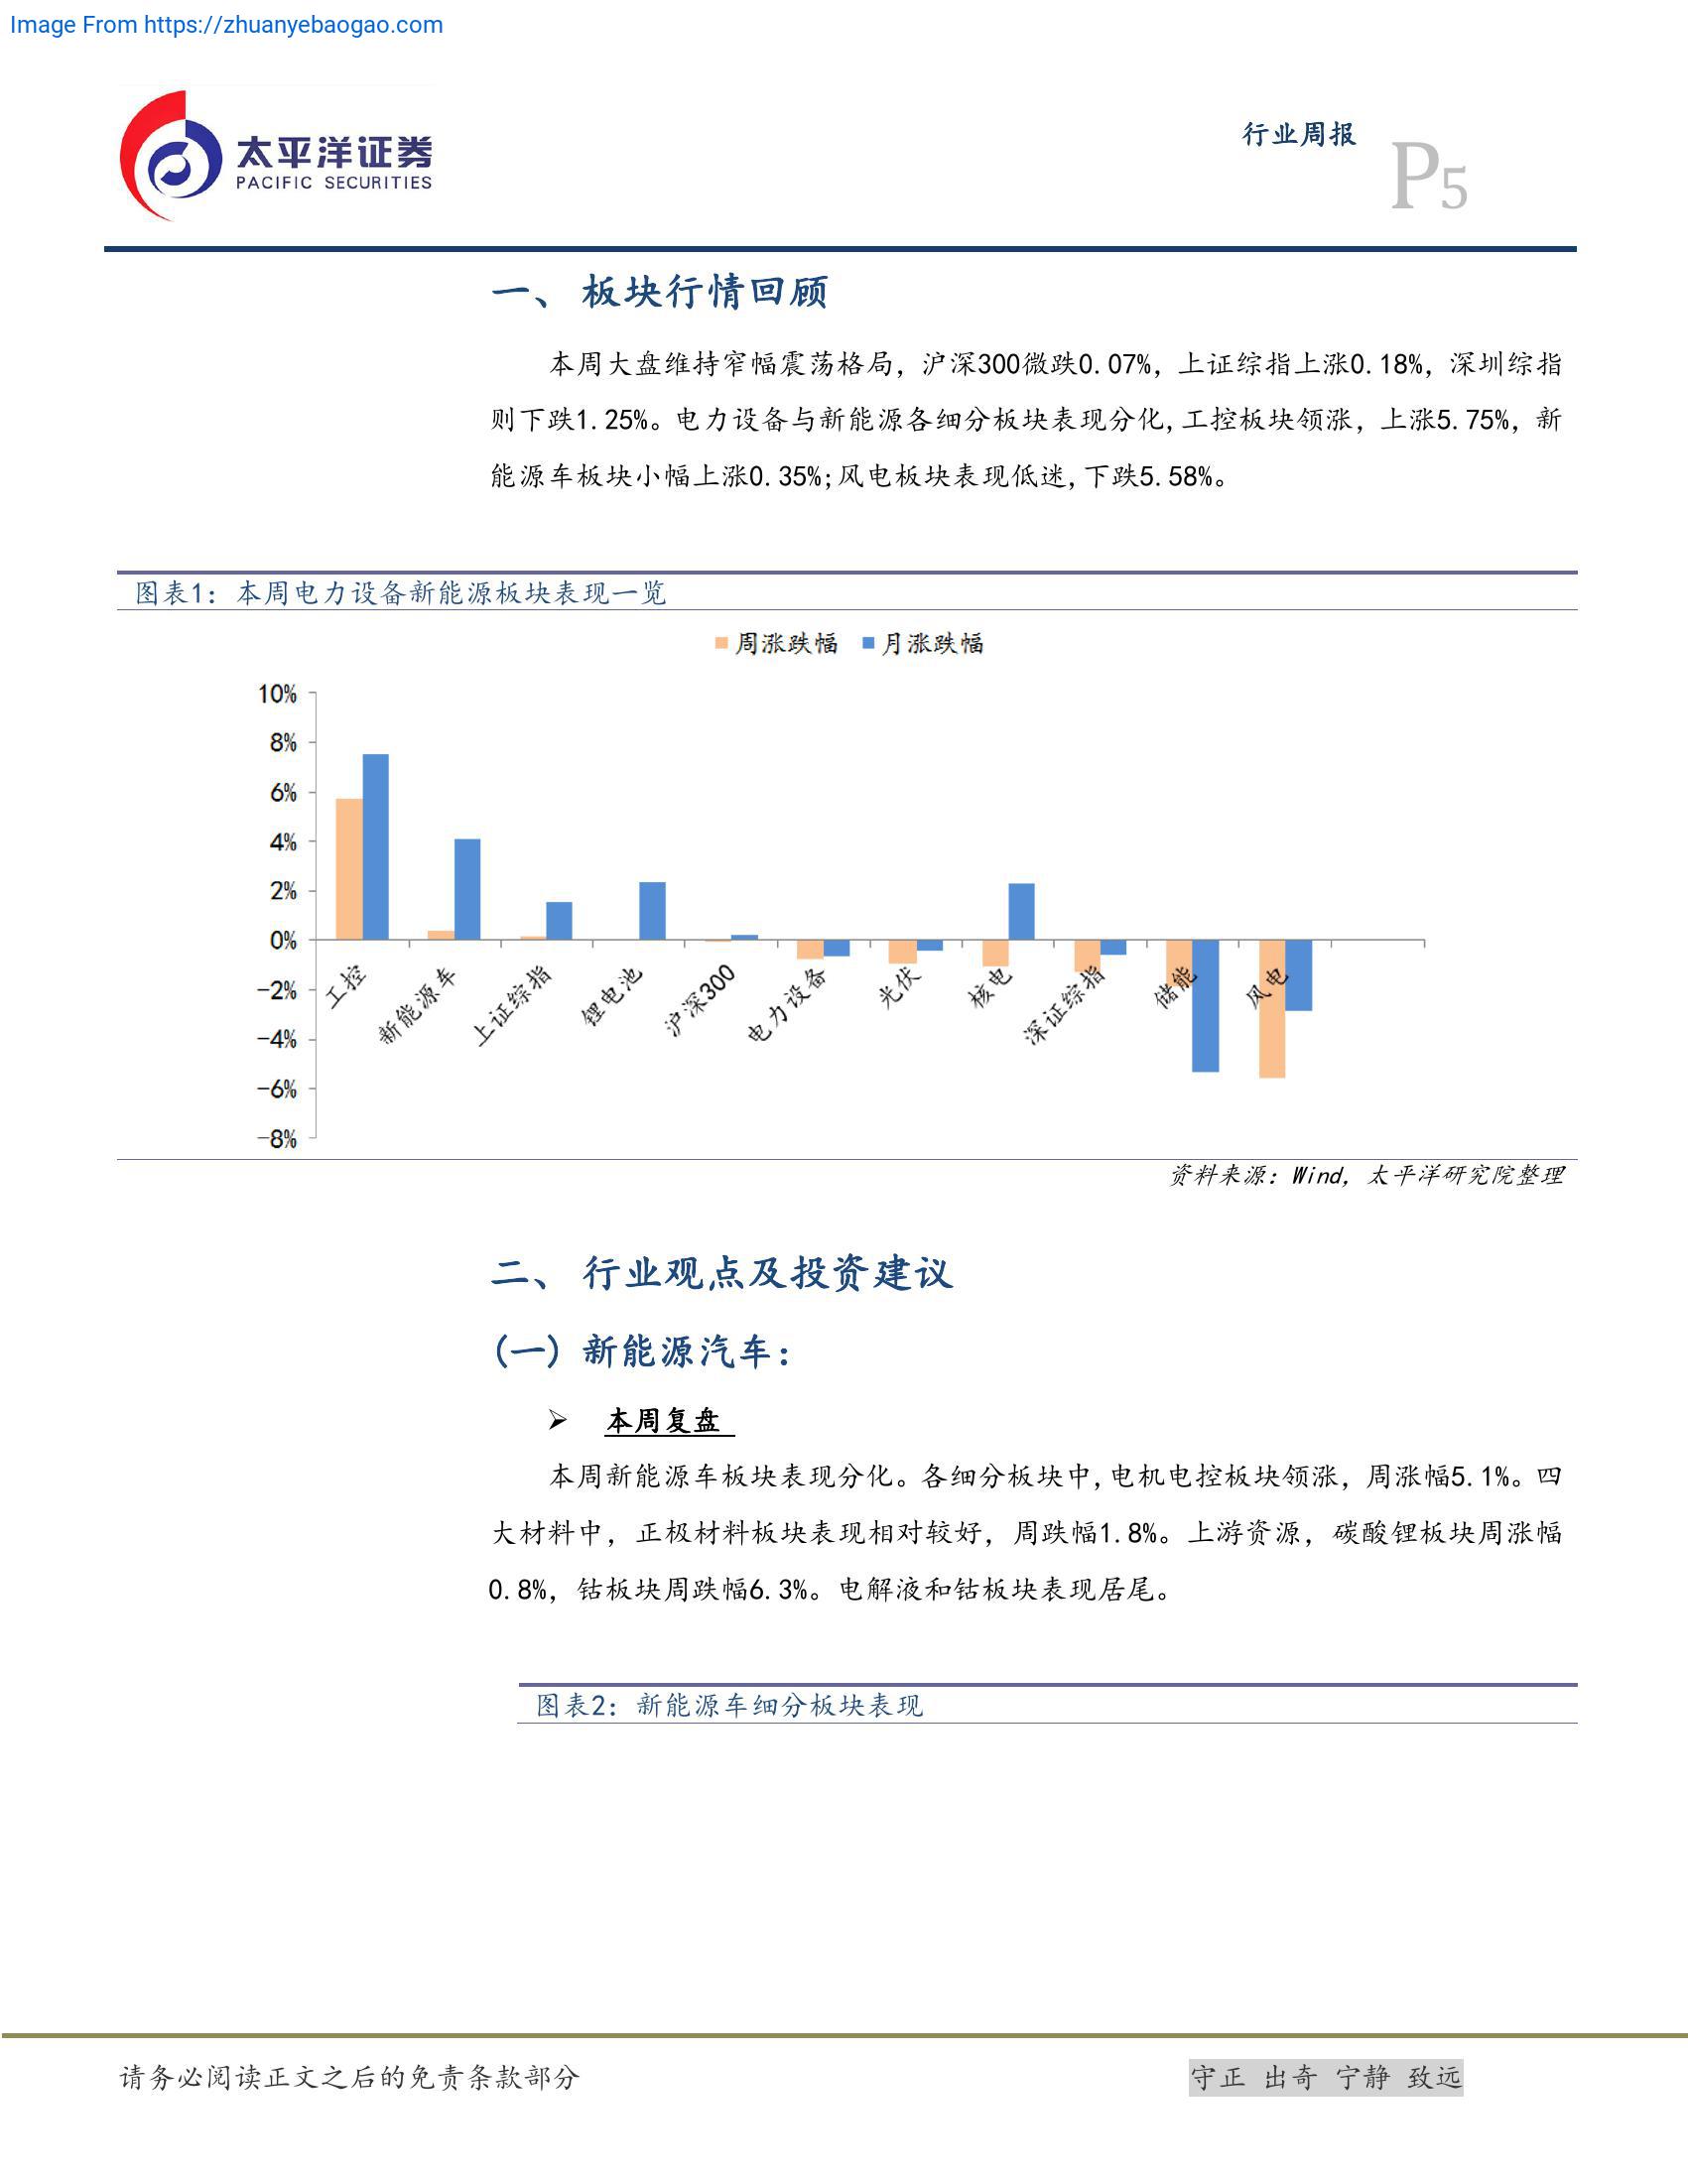 Image From https://zhuanyebaogao.com
太平洋证券
PACIFIC SECURITIES
行业周报
P5
一、 板块行情回顾
本周大盘维持窄幅震荡格局，沪深300微跌0.07%，上证综指上涨0.18%，深圳综指
则下跌1.25%。电力设备与新能源各细分板块表现分化,工控板块领涨，上涨5.75%，新
能源车板块小幅上涨0.35%;风电板块表现低迷,下跌5.58%。
图表1：本周电力设备新能源板块表现一览
周涨跌幅 月涨跌幅
10%
8%
6%
4%
2%
0%
-2%
-4%
-6%
-8%
工控
新能源车
上证综指
锂电池
沪深300
电力设备
光伏
核电
深证综指
储能
风电
资料来源：Wind，太平洋研究院整理
二、 行业观点及投资建议
(一) 新能源汽车：
➢ 本周复盘
本周新能源车板块表现分化。各细分板块中,电机电控板块领涨，周涨幅5.1%。四
大材料中，正极材料板块表现相对较好，周跌幅1.8%。上游资源，碳酸锂板块周涨幅
0.8%，钴板块周跌幅6.3%。电解液和钴板块表现居尾。
图表2：新能源车细分板块表现
请务必阅读正文之后的免责条款部分
守正 出奇 宁静 致远